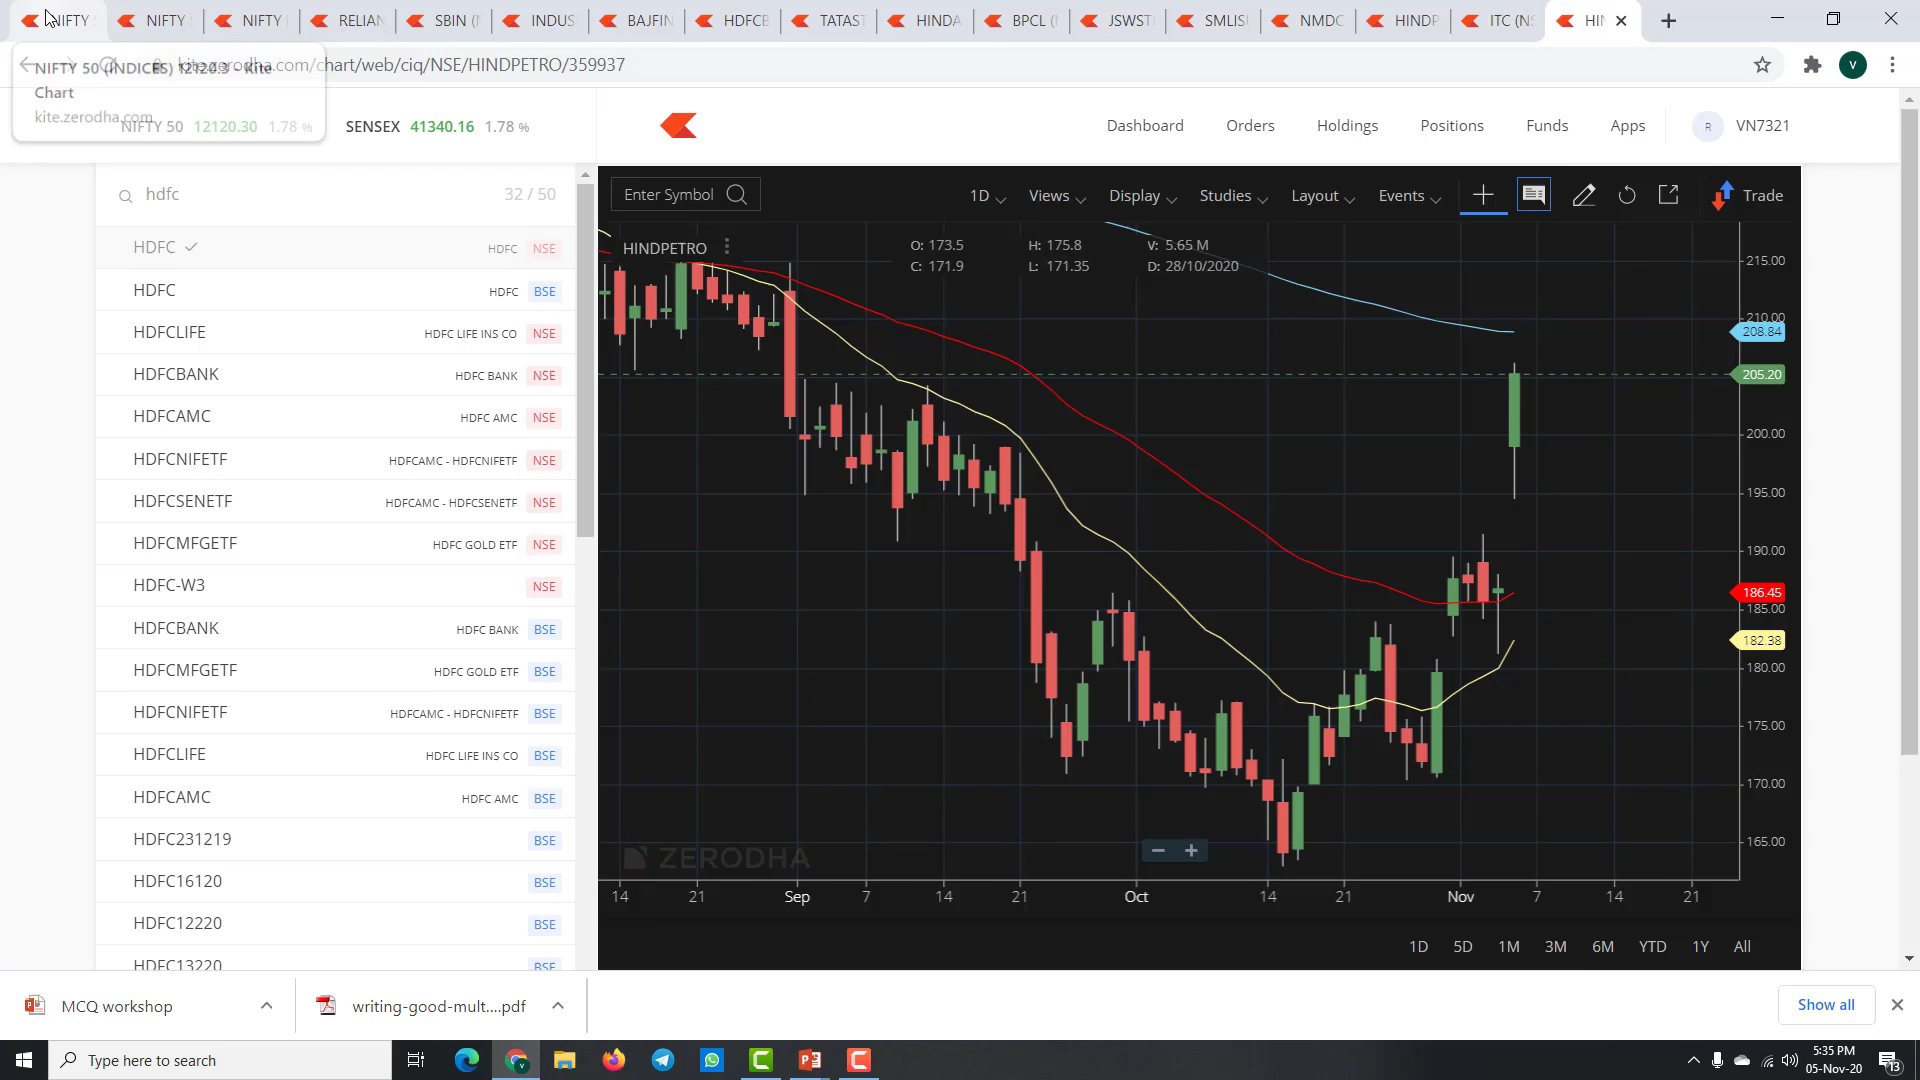 NIFTY
NIFTY
NIFTY
RELIAN
SBIN (
INDUS
BAJFIN
HDFCB
TATAST
HINDA
BPCL (
JSWST
SMLISU
NMDC
HINDP
ITC (NS
HIN
kite.zerodha.com/chart/web/ciq/NSE/HINDPETRO/359937
V
NIFTY 50 (INDICES) 12120.3 - Kite
Chart
kite.zerodha.com
NIFTY 50 12120.30 1.78 %
SENSEX 41340.16 1.78 %
Dashboard
Orders
Holdings
Positions
Funds
Apps
R
VN7321
hdfc
32 / 50
HDFC HDFC NSE
HDFC HDFC BSE
HDFCLIFE HDFC LIFE INS CO NSE
HDFCBANK HDFC BANK NSE
HDFCAMC HDFC AMC NSE
HDFCNIFETF HDFCAMC - HDFCNIFETF NSE
HDFCSENETF HDFCAMC - HDFCSENETF NSE
HDFCMFGETF HDFC GOLD ETF NSE
HDFC-W3 NSE
HDFCBANK HDFC BANK BSE
HDFCMFGETF HDFC GOLD ETF BSE
HDFCNIFETF HDFCAMC - HDFCNIFETF BSE
HDFCLIFE HDFC LIFE INS CO BSE
HDFCAMC HDFC AMC BSE
HDFC231219 BSE
HDFC16120 BSE
HDFC12220 BSE
HDFC13220 BSE
Enter Symbol
1D
Views
Display
Studies
Layout
Events
Trade
HINDPETRO
O: 173.5 H: 175.8 V: 5.65 M
C: 171.9 L: 171.35 D: 28/10/2020
215.00
210.00
208.84
205.20
200.00
195.00
190.00
186.45
185.00
182.38
180.00
175.00
170.00
165.00
ZERODHA
14 21 Sep 7 14 21 Oct 14 21 Nov 7 14 21
1D 5D 1M 3M 6M YTD 1Y All
MCQ workshop
writing-good-mult....pdf
Show all
Type here to search
5:35 PM
05-Nov-20
13